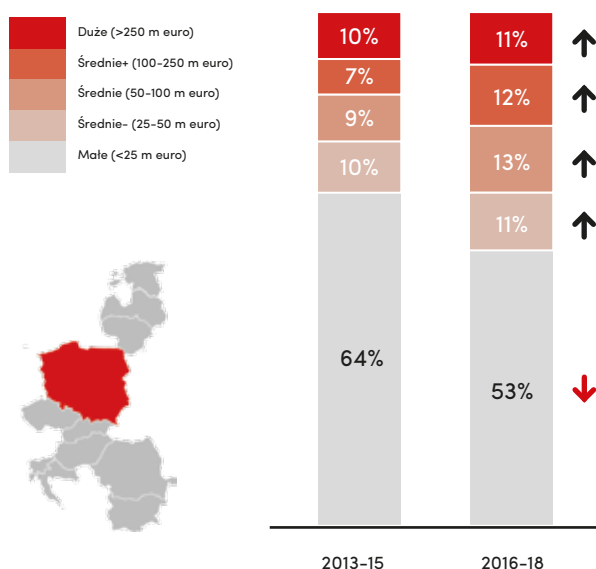 Duże (>250 m euro)
Średnie+ (100-250 m euro)
Średnie (50-100 m euro)
Średnie- (25-50 m euro)
Małe (<25 m euro)
10%
7%
9%
10%
64%
11%
12%
13%
11%
53%
2013-15
2016-18